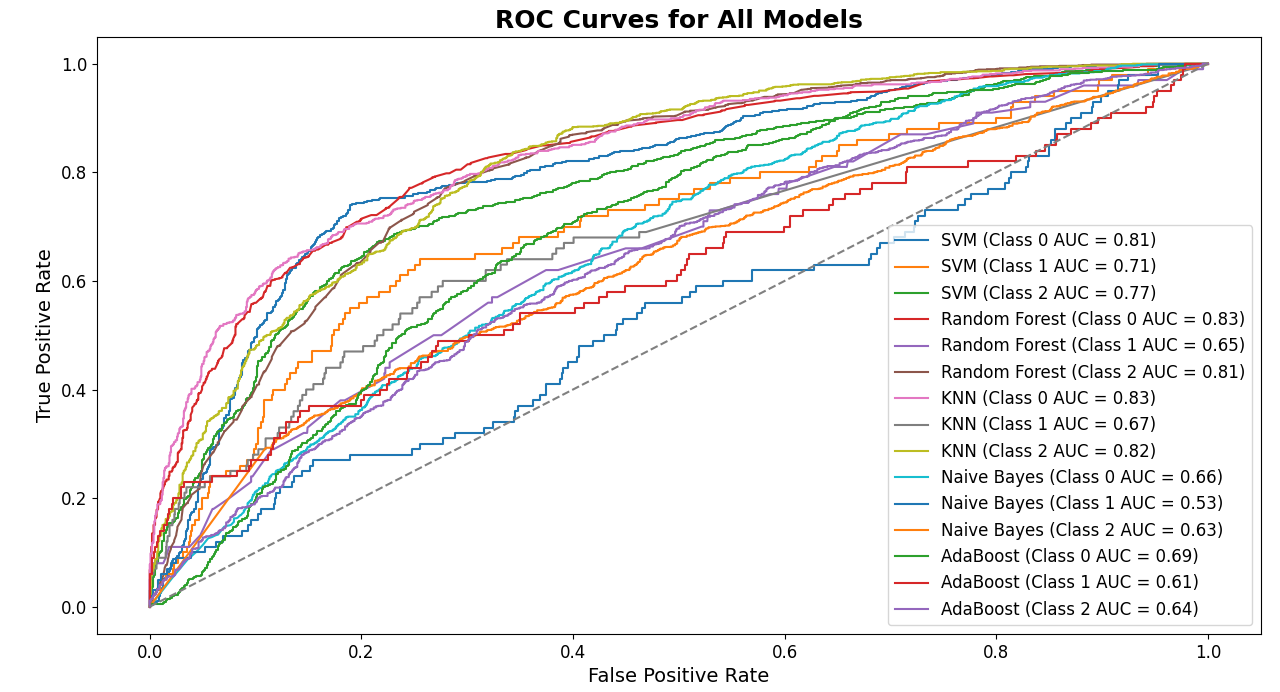 ROC Curves for All Models
True Positive Rate
1.0
0.8
0.6
0.4
0.2
0.0
SVM (Class 0 AUC = 0.81)
SVM (Class 1 AUC = 0.71)
SVM (Class 2 AUC = 0.77)
Random Forest (Class 0 AUC = 0.83)
Random Forest (Class 1 AUC = 0.65)
Random Forest (Class 2 AUC = 0.81)
KNN (Class 0 AUC = 0.83)
KNN (Class 1 AUC = 0.67)
KNN (Class 2 AUC = 0.82)
Naive Bayes (Class 0 AUC = 0.66)
Naive Bayes (Class 1 AUC = 0.53)
Naive Bayes (Class 2 AUC = 0.63)
AdaBoost (Class 0 AUC = 0.69)
AdaBoost (Class 1 AUC = 0.61)
AdaBoost (Class 2 AUC = 0.64)
0.0 0.2 0.4 0.6 0.8 1.0
False Positive Rate